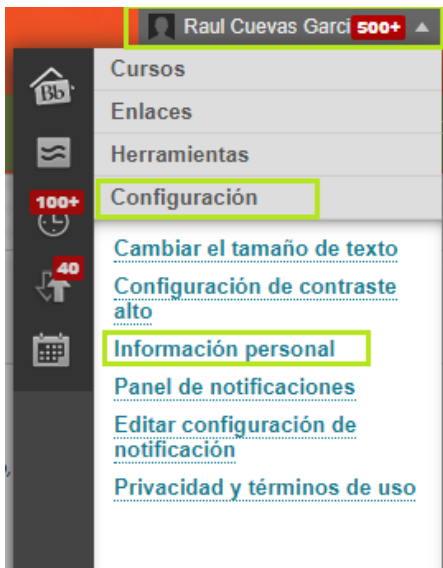 Raul Cuevas Garci 500+
Cursos
Bb
Enlaces
Herramientas
100+
Configuración
Cambiar el tamaño de texto
40
Configuración de contraste
alto
Información personal
Panel de notificaciones
Editar configuración de
notificación
Privacidad y términos de uso